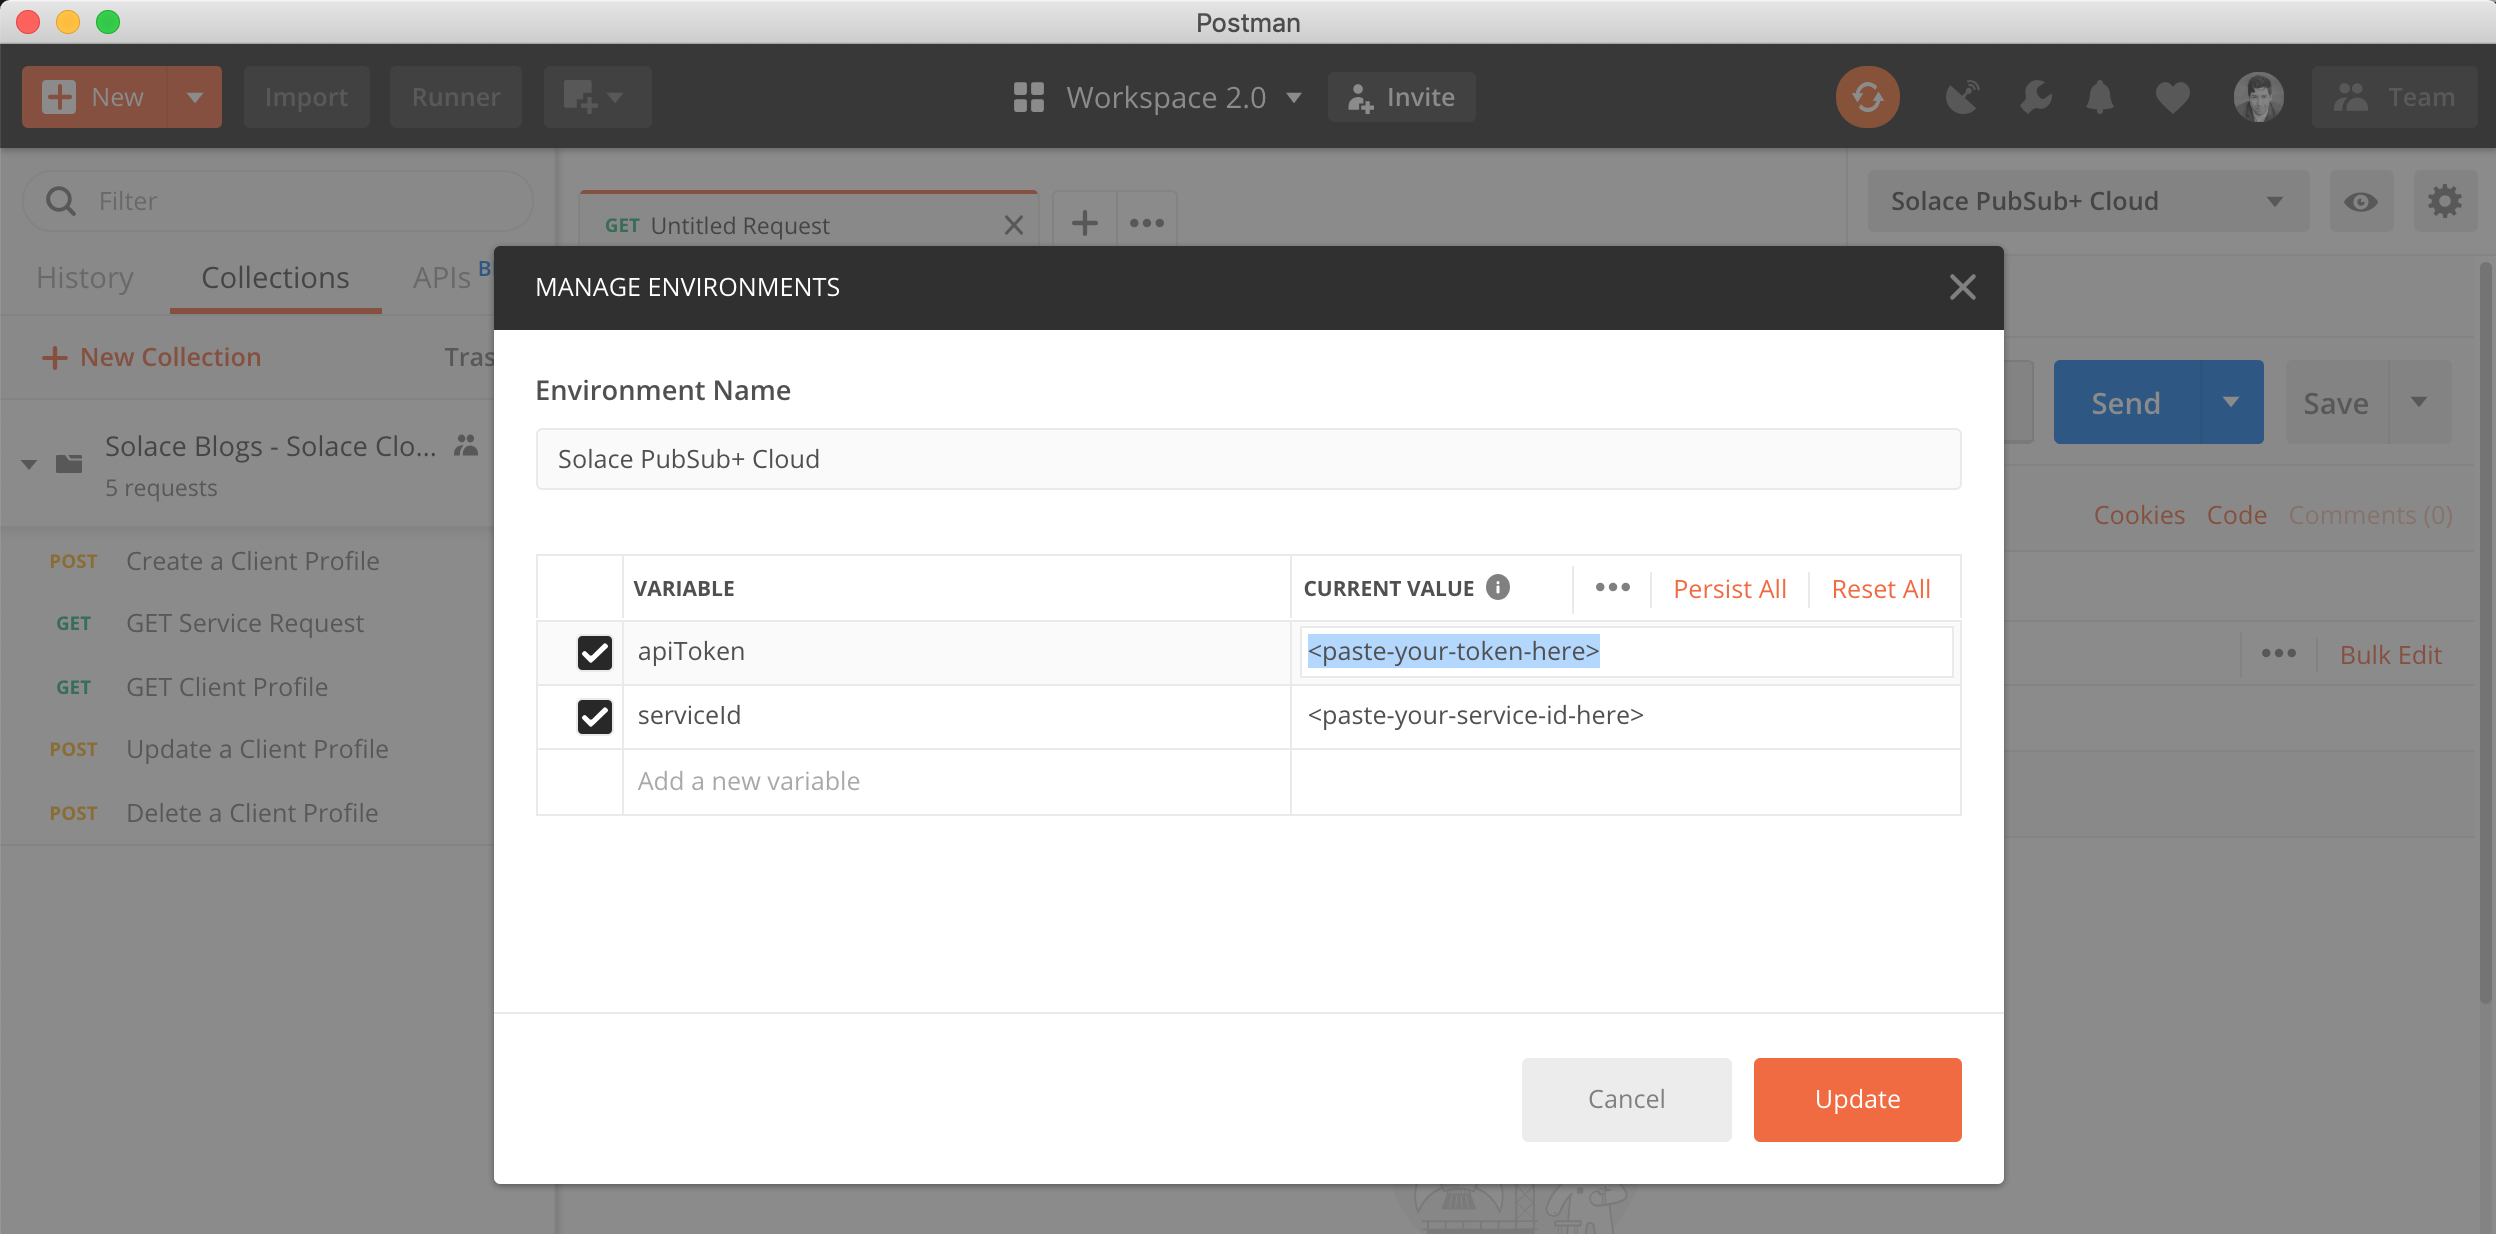 Postman
New
Import
Runner
Workspace 2.0
Invite
Team
Filter
GET Untitled Request
Solace PubSub+ Cloud
History
Collections
APIs
MANAGE ENVIRONMENTS
New Collection
Environment Name
Send
Save
Solace Blogs - Solace Clo...
5 requests
Solace PubSub+ Cloud
Cookies
Code
Comments (0)
POST Create a Client Profile
VARIABLE
CURRENT VALUE
Persist All
Reset All
GET GET Service Request
apiToken
<paste-your-token-here>
Bulk Edit
GET GET Client Profile
serviceId
<paste-your-service-id-here>
POST Update a Client Profile
Add a new variable
POST Delete a Client Profile
Cancel
Update